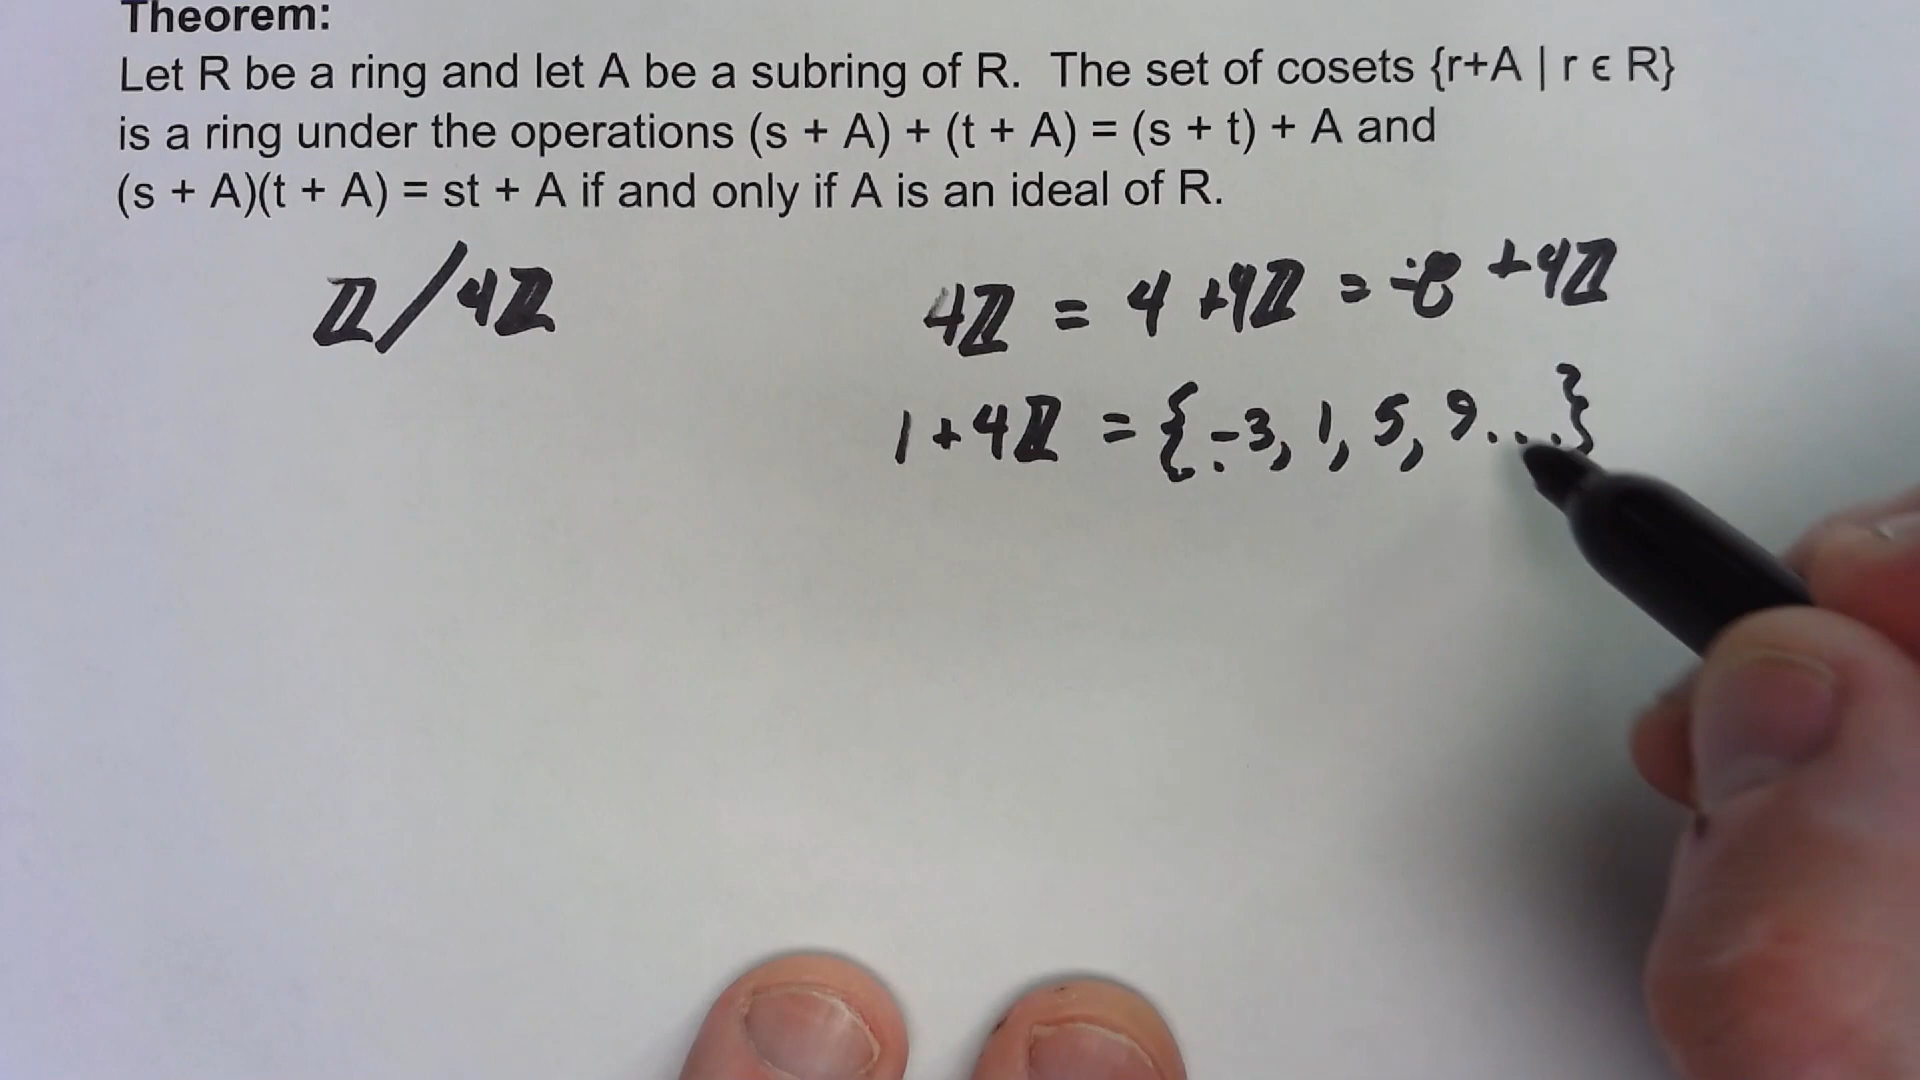 Theorem:
Let R be a ring and let A be a subring of R. The set of cosets {r+A | r ϵ R}
is a ring under the operations (s + A) + (t + A) = (s + t) + A and
(s + A)(t + A) = st + A if and only if A is an ideal of R.
ℤ/4ℤ
4ℤ = 4 + 4ℤ = -8 + 4ℤ
1 + 4ℤ = {..-3, 1, 5, 9...}